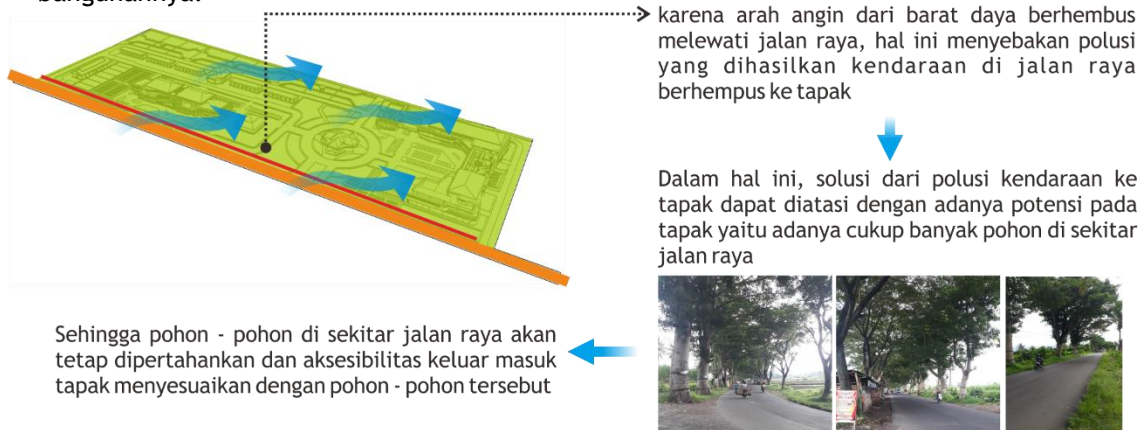 bangunannya.
karena arah angin dari barat daya berhembus
melewati jalan raya, hal ini menyebakan polusi
yang dihasilkan kendaraan di jalan raya
berhempus ke tapak
Dalam hal ini, solusi dari polusi kendaraan ke
tapak dapat diatasi dengan adanya potensi pada
tapak yaitu adanya cukup banyak pohon di sekitar
jalan raya
Sehingga pohon - pohon di sekitar jalan raya akan
tetap dipertahankan dan aksesibilitas keluar masuk
tapak menyesuaikan dengan pohon - pohon tersebut